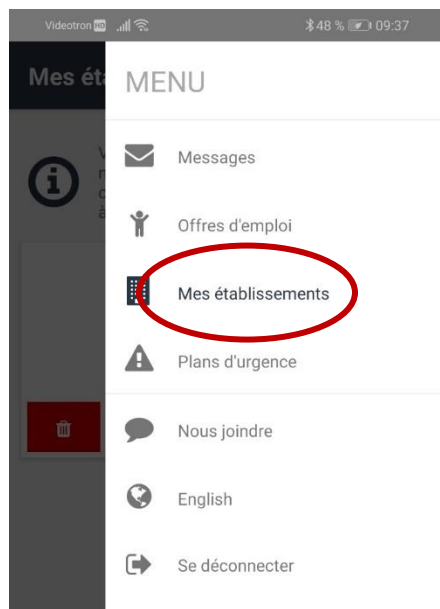 Videotron HD 48 % 09:37
Mes éta
MENU
Messages
Offres d'emploi
Mes établissements
Plans d'urgence
Nous joindre
English
Se déconnecter